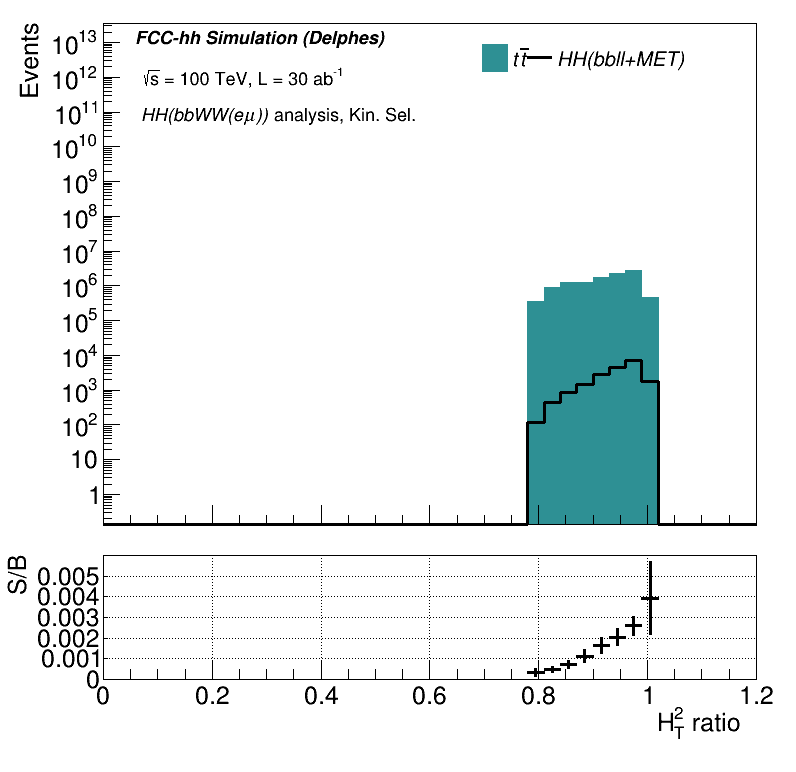 Events
10¹³
10¹²
10¹¹
10¹⁰
10⁹
10⁸
10⁷
10⁶
10⁵
10⁴
10³
10²
10
1
FCC-hh Simulation (Delphes)
√s = 100 TeV, L = 30 ab⁻¹
HH(bbWW(eμ)) analysis, Kin. Sel.
tt̅ HH(bbll+MET)
S/B
0.005
0.004
0.003
0.002
0.001
0
0 0.2 0.4 0.6 0.8 1 1.2
H_T^2 ratio